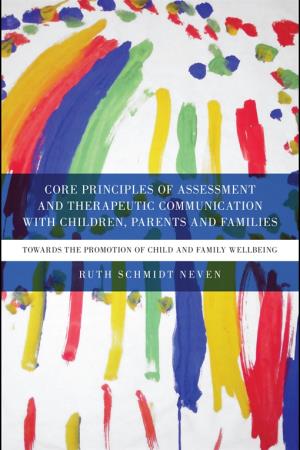 CORE PRINCIPLES OF ASSESSMENT
AND THERAPEUTIC COMMUNICATION
WITH CHILDREN, PARENTS AND FAMILIES
TOWARDS THE PROMOTION OF CHILD AND FAMILY WELLBEING
RUTH SCHMIDT NEVEN